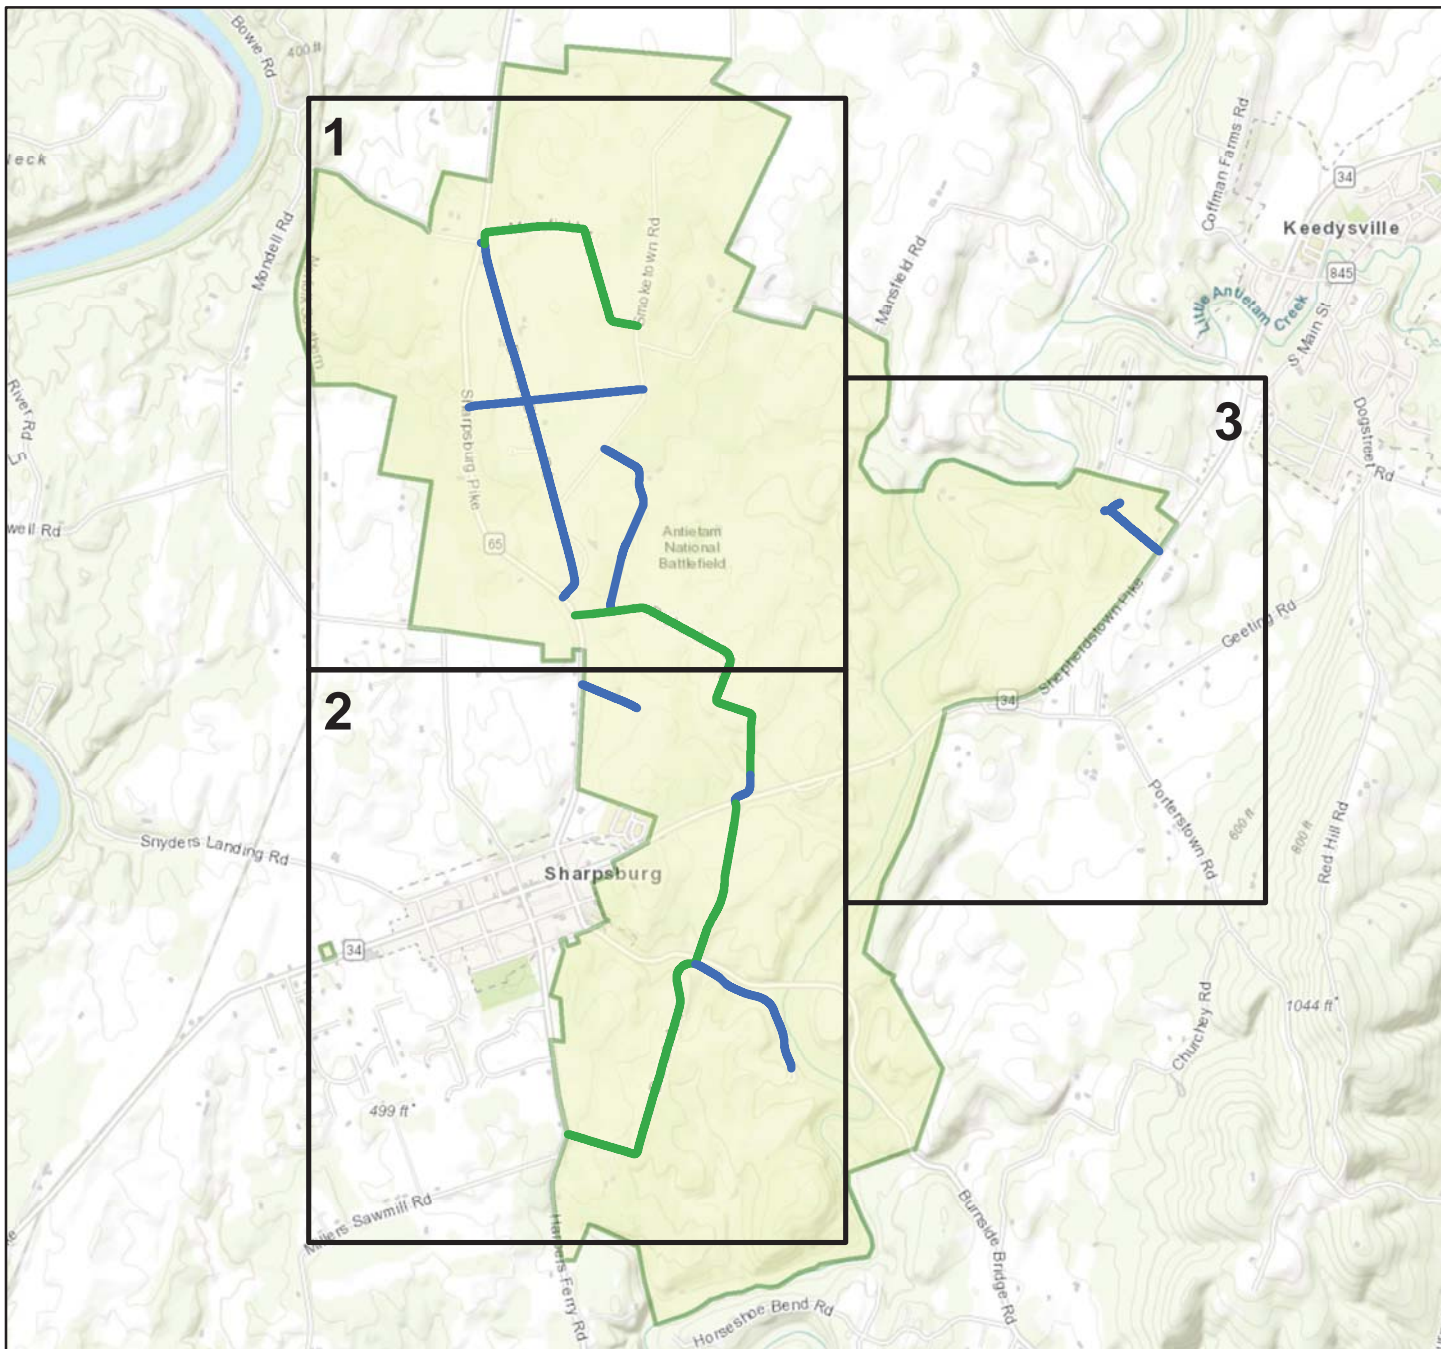 Bowie Rd
400 ft
Neck
1
Mondell Rd
Smoketown Rd
Mansfield Rd
Coffman Farms Rd
34
Keedysville
845
Little Antietam
Creek
S Main St
River Rd
Sharpsburg Pike
3
Dogstreet Rd
65
Antietam
National
Battlefield
Shepherdstown Pike
Geeting Rd
34
2
Porterstown Rd
600 ft
800 ft
Red Hill Rd
Snyders Landing Rd
Sharpsburg
34
1044 ft
Churchey Rd
499 ft
Millers Sawmill Rd
Harpers Ferry Rd
Burnside Bridge Rd
Horseshoe Bend Rd